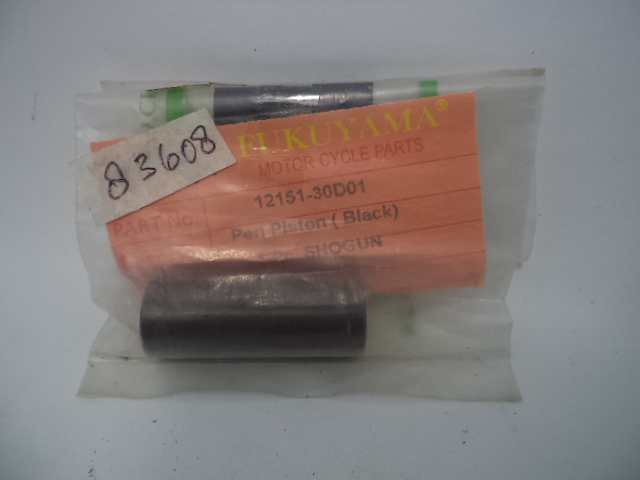 83608
FUKUYAMA®
MOTOR CYCLE PARTS
PART No. 12151-30D01
Pen Piston ( Black)
SHOGUN